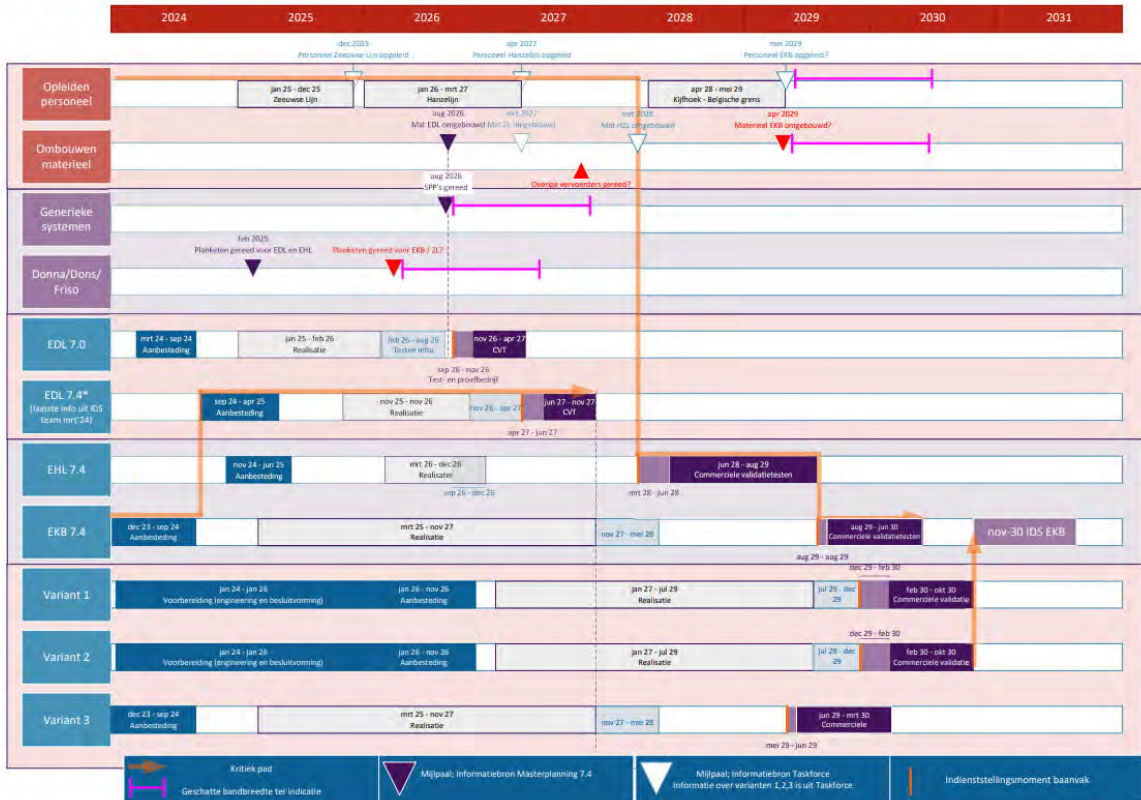 2024 2025 2026 2027 2028 2029 2030 2031
dec 2025
Personeel Zeeuwse Lijn opgeleid
apr 2027
Personeel Hanzelijn opgeleid
mei 2029
Personeel EKB opgeleid?
Opleiden
personeel
jan 25 - dec 25
Zeeuwse Lijn
jan 26 - mrt 27
Hanzelijn
apr 28 - mei 29
Kijfhoek - Belgische grens
aug 2026
Mat EDL omgebouwd
mrt 2027
Mat ZL omgebouwd
mrt 2028
Mat HZL omgebouwd
apr 2029
Materieel EKB omgebouwd?
Ombouwen
materieel
Overige vervoerders gereed?
aug 2026
SPP's gereed
Generieke
systemen
feb 2025
Planketen gereed voor EDL en EHL
Planketen gereed voor EKB / ZL?
Donna/Dons/
Friso
EDL 7.0
mrt 24 - sep 24
Aanbesteding
jan 25 - feb 26
Realisatie
feb 26 - aug 26
Testen infra
nov 26 - apr 27
CVT
sep 26 - nov 26
Test- en proefbedrijf
EDL 7.4*
(laatste info uit IDS
team mrt'24)
sep 24 - apr 25
Aanbesteding
nov 25 - nov 26
Realisatie
nov 26 - apr 27
jun 27 - nov 27
CVT
apr 27 - jun 27
EHL 7.4
nov 24 - jun 25
Aanbesteding
mrt 26 - dec 26
Realisatie
jun 28 - aug 29
Commerciele validatietesten
sep 26 - dec 26
mrt 28 - jun 28
EKB 7.4
dec 23 - sep 24
Aanbesteding
mrt 25 - nov 27
Realisatie
nov 27 - mei 28
aug 29 - jun 30
Commerciele validatietesten
nov-30 IDS EKB
aug 29 - aug 29
dec 29 - feb 30
Variant 1
jan 24 - jan 26
Voorbereiding (engineering en besluitvorming)
jan 26 - nov 26
Aanbesteding
jan 27 - jul 29
Realisatie
jul 29 - dec
29
feb 30 - okt 30
Commerciele validatie
dec 29 - feb 30
Variant 2
jan 24 - jan 26
Voorbereiding (engineering en besluitvorming)
jan 26 - nov 26
Aanbesteding
jan 27 - jul 29
Realisatie
jul 29 - dec
29
feb 30 - okt 30
Commerciele validatie
Variant 3
dec 23 - sep 24
Aanbesteding
mrt 25 - nov 27
Realisatie
nov 27 - mei 28
jun 29 - mrt 30
Commerciele
mei 29 - jun 29
Kritiek pad
Geschatte bandbreedte ter indicatie
Mijlpaal; Informatiebron Masterplanning 7.4
Mijlpaal; Informatiebron Taskforce
Informatie over varianten 1,2,3 is uit Taskforce
Indienststellingsmoment baanvak